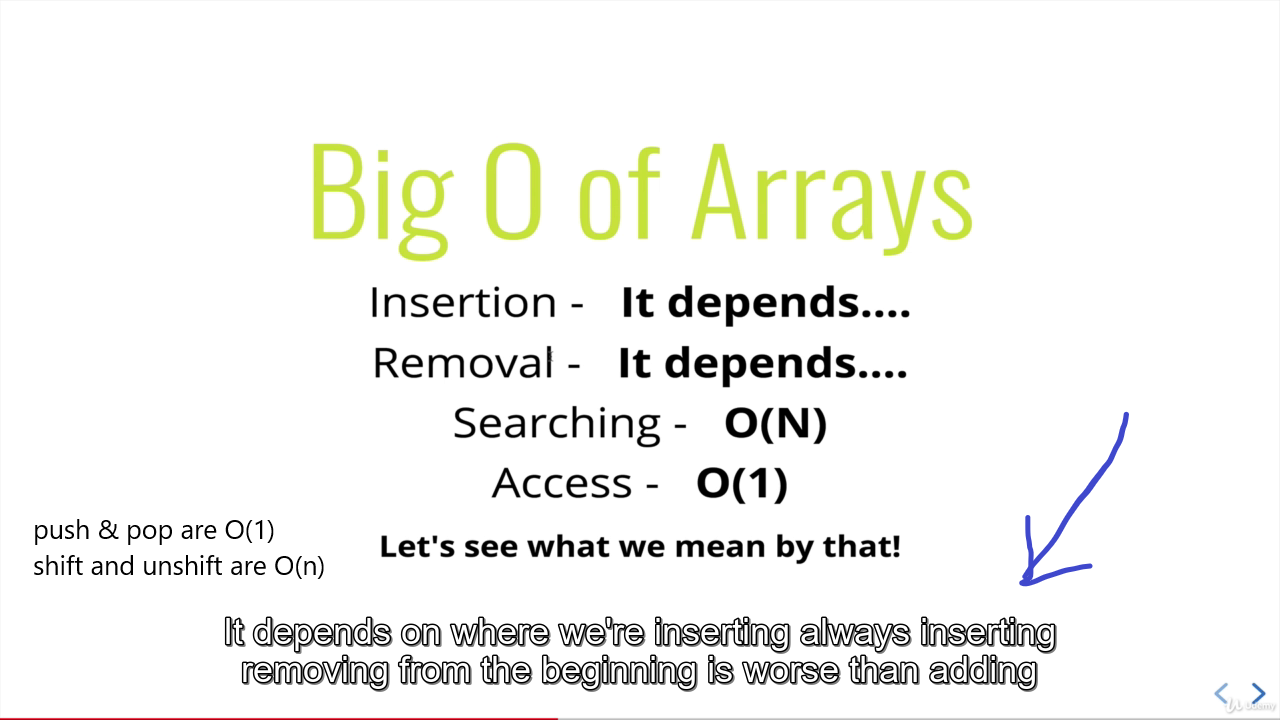 Big O of Arrays
Insertion - It depends....
Removal - It depends....
Searching - O(N)
Access - O(1)
push & pop are O(1)
shift and unshift are O(n)
Let's see what we mean by that!
It depends on where we're inserting always inserting
removing from the beginning is worse than adding
Udemy